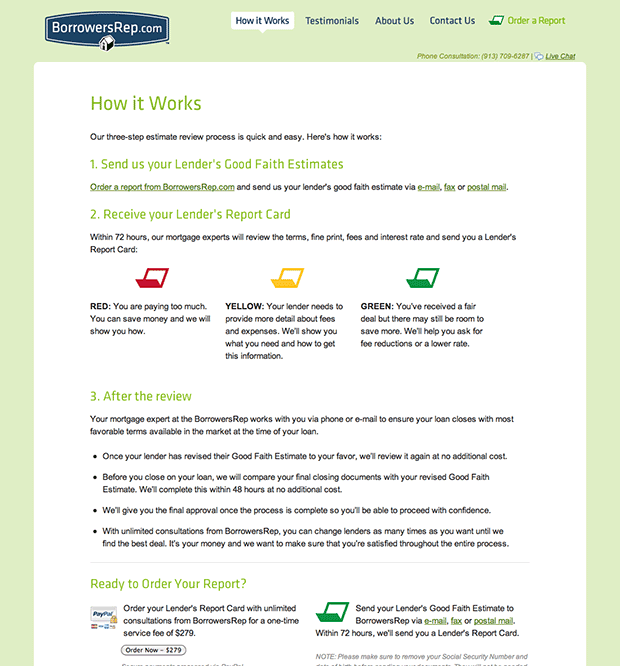 BorrowersRep.com
How it Works Testimonials About Us Contact Us Order a Report
Phone Consultation: (913) 709-6287 | Live Chat
How it Works
Our three-step estimate review process is quick and easy. Here's how it works:
1. Send us your Lender's Good Faith Estimates
Order a report from BorrowersRep.com and send us your lender's good faith estimate via e-mail, fax or postal mail.
2. Receive your Lender's Report Card
Within 72 hours, our mortgage experts will review the terms, fine print, fees and interest rate and send you a Lender's
Report Card:
RED: You are paying too much.
You can save money and we will
show you how.
YELLOW: Your lender needs to
provide more detail about fees
and expenses. We'll show you
what you need and how to get
this information.
GREEN: You've received a fair
deal but there may still be room to
save more. We'll help you ask for
fee reductions or a lower rate.
3. After the review
Your mortgage expert at the BorrowersRep works with you via phone or e-mail to ensure your loan closes with most
favorable terms available in the market at the time of your loan.
• Once your lender has revised their Good Faith Estimate to your favor, we'll review it again at no additional cost.
• Before you close on your loan, we will compare your final closing documents with your revised Good Faith
Estimate. We'll complete this within 48 hours at no additional cost.
• We'll give you the final approval once the process is complete so you'll be able to proceed with confidence.
• With unlimited consultations from BorrowersRep, you can change lenders as many times as you want until we
find the best deal. It's your money and we want to make sure that you're satisfied throughout the entire process.
Ready to Order Your Report?
PayPal
Order your Lender's Report Card with unlimited
consultations from BorrowersRep for a one-time
service fee of $279.
Order Now – $279
Send your Lender's Good Faith Estimate to
BorrowersRep via e-mail, fax or postal mail.
Within 72 hours, we'll send you a Lender's Report Card.
NOTE: Please make sure to remove your Social Security Number and